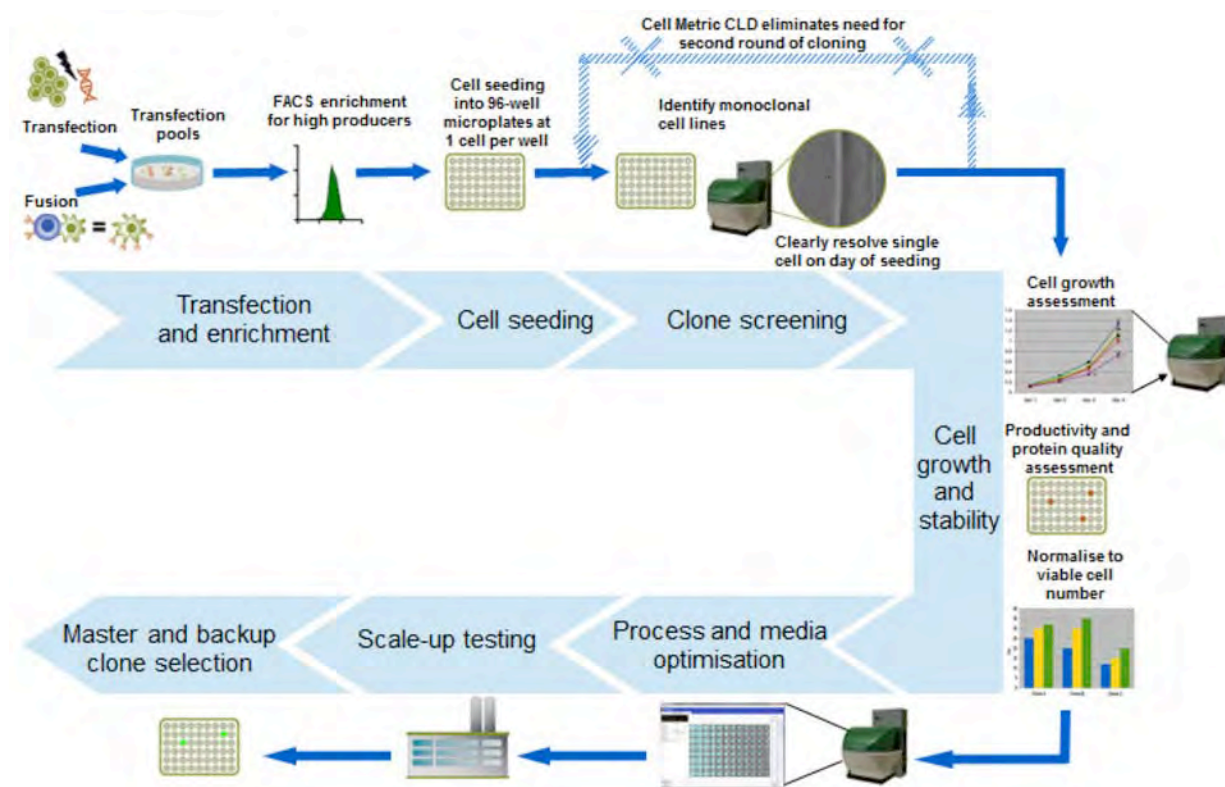 Cell Metric CLD eliminates need for
second round of cloning
Transfection
Transfection
pools
Fusion
=
FACS enrichment
for high producers
Cell seeding
into 96-well
microplates at
1 cell per well
Identify monoclonal
cell lines
Clearly resolve single
cell on day of seeding
Transfection
and enrichment
Cell seeding
Clone screening
Cell growth
assessment
Cell
growth
and
stability
Productivity and
protein quality
assessment
Normalise to
viable cell
number
Master and backup
clone selection
Scale-up testing
Process and media
optimisation